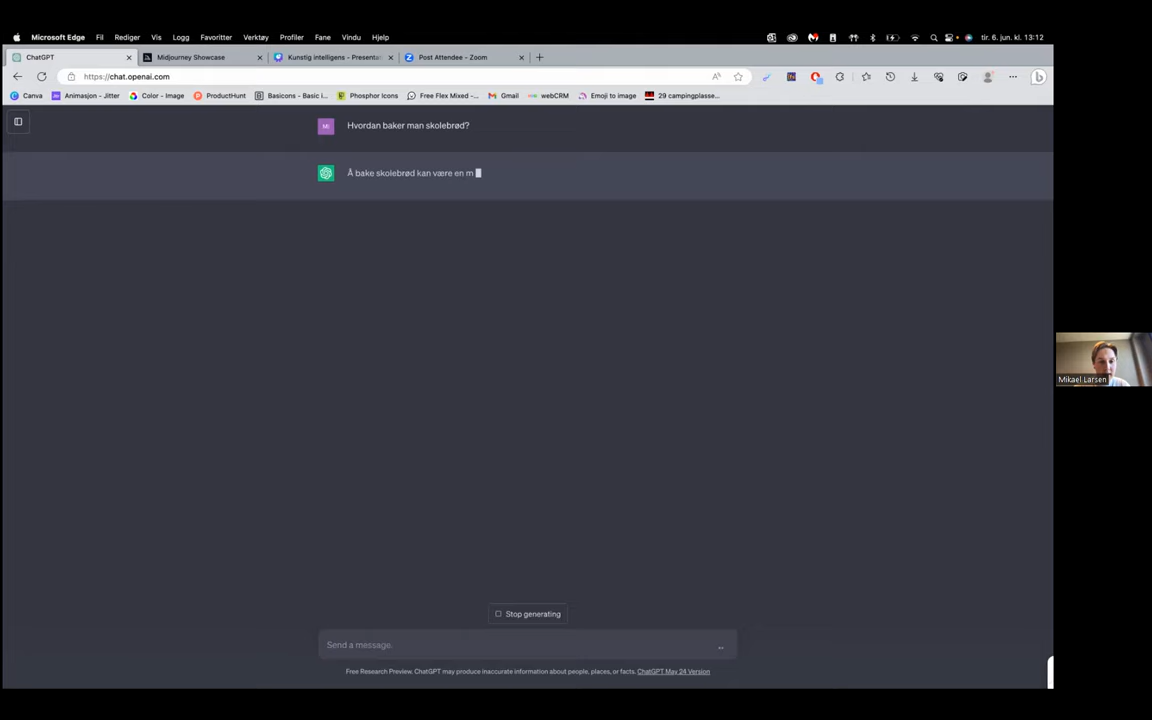 Microsoft Edge Fil Rediger Vis Logg Favoritter Verktøy Profiler Fane Vindu Hjelp tir. 6. jun. kl. 13:12
ChatGPT Midjourney Showcase Kunstig intelligens - Presenta Post Attendee - Zoom
https://chat.openai.com
Canva Animasjon - Jitter Color - Image ProductHunt Basicons - Basic i... Phosphor Icons Free Flex Mixed -... Gmail webCRM Emoji to image 29 campingplasse...
MI Hvordan baker man skolebrød?
Å bake skolebrød kan være en m
Mikael Larsen
Stop generating
Send a message.
Free Research Preview. ChatGPT may produce inaccurate information about people, places, or facts. ChatGPT May 24 Version